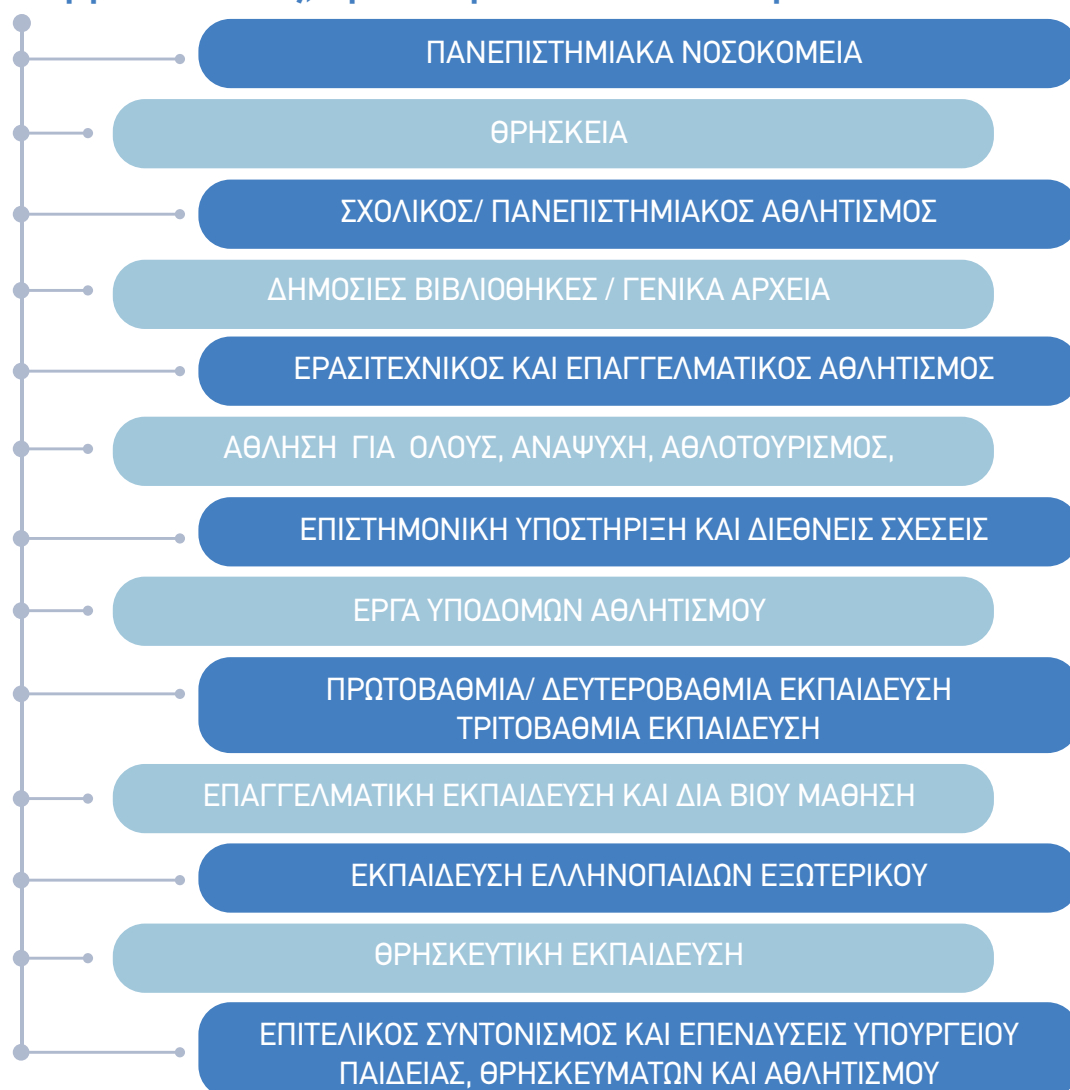 ΠΑΝΕΠΙΣΤΗΜΙΑΚΑ ΝΟΣΟΚΟΜΕΙΑ
ΘΡΗΣΚΕΙΑ
ΣΧΟΛΙΚΟΣ/ ΠΑΝΕΠΙΣΤΗΜΙΑΚΟΣ ΑΘΛΗΤΙΣΜΟΣ
ΔΗΜΟΣΙΕΣ ΒΙΒΛΙΟΘΗΚΕΣ / ΓΕΝΙΚΑ ΑΡΧΕΙΑ
ΕΡΑΣΙΤΕΧΝΙΚΟΣ ΚΑΙ ΕΠΑΓΓΕΛΜΑΤΙΚΟΣ ΑΘΛΗΤΙΣΜΟΣ
ΑΘΛΗΣΗ ΓΙΑ ΟΛΟΥΣ, ΑΝΑΨΥΧΗ, ΑΘΛΟΤΟΥΡΙΣΜΟΣ,
ΕΠΙΣΤΗΜΟΝΙΚΗ ΥΠΟΣΤΗΡΙΞΗ ΚΑΙ ΔΙΕΘΝΕΙΣ ΣΧΕΣΕΙΣ
ΕΡΓΑ ΥΠΟΔΟΜΩΝ ΑΘΛΗΤΙΣΜΟΥ
ΠΡΩΤΟΒΑΘΜΙΑ/ ΔΕΥΤΕΡΟΒΑΘΜΙΑ ΕΚΠΑΙΔΕΥΣΗ
ΤΡΙΤΟΒΑΘΜΙΑ ΕΚΠΑΙΔΕΥΣΗ
ΕΠΑΓΓΕΛΜΑΤΙΚΗ ΕΚΠΑΙΔΕΥΣΗ ΚΑΙ ΔΙΑ ΒΙΟΥ ΜΑΘΗΣΗ
ΕΚΠΑΙΔΕΥΣΗ ΕΛΛΗΝΟΠΑΙΔΩΝ ΕΞΩΤΕΡΙΚΟΥ
ΘΡΗΣΚΕΥΤΙΚΗ ΕΚΠΑΙΔΕΥΣΗ
ΕΠΙΤΕΛΙΚΟΣ ΣΥΝΤΟΝΙΣΜΟΣ ΚΑΙ ΕΠΕΝΔΥΣΕΙΣ ΥΠΟΥΡΓΕΙΟΥ
ΠΑΙΔΕΙΑΣ, ΘΡΗΣΚΕΥΜΑΤΩΝ ΚΑΙ ΑΘΛΗΤΙΣΜΟΥ